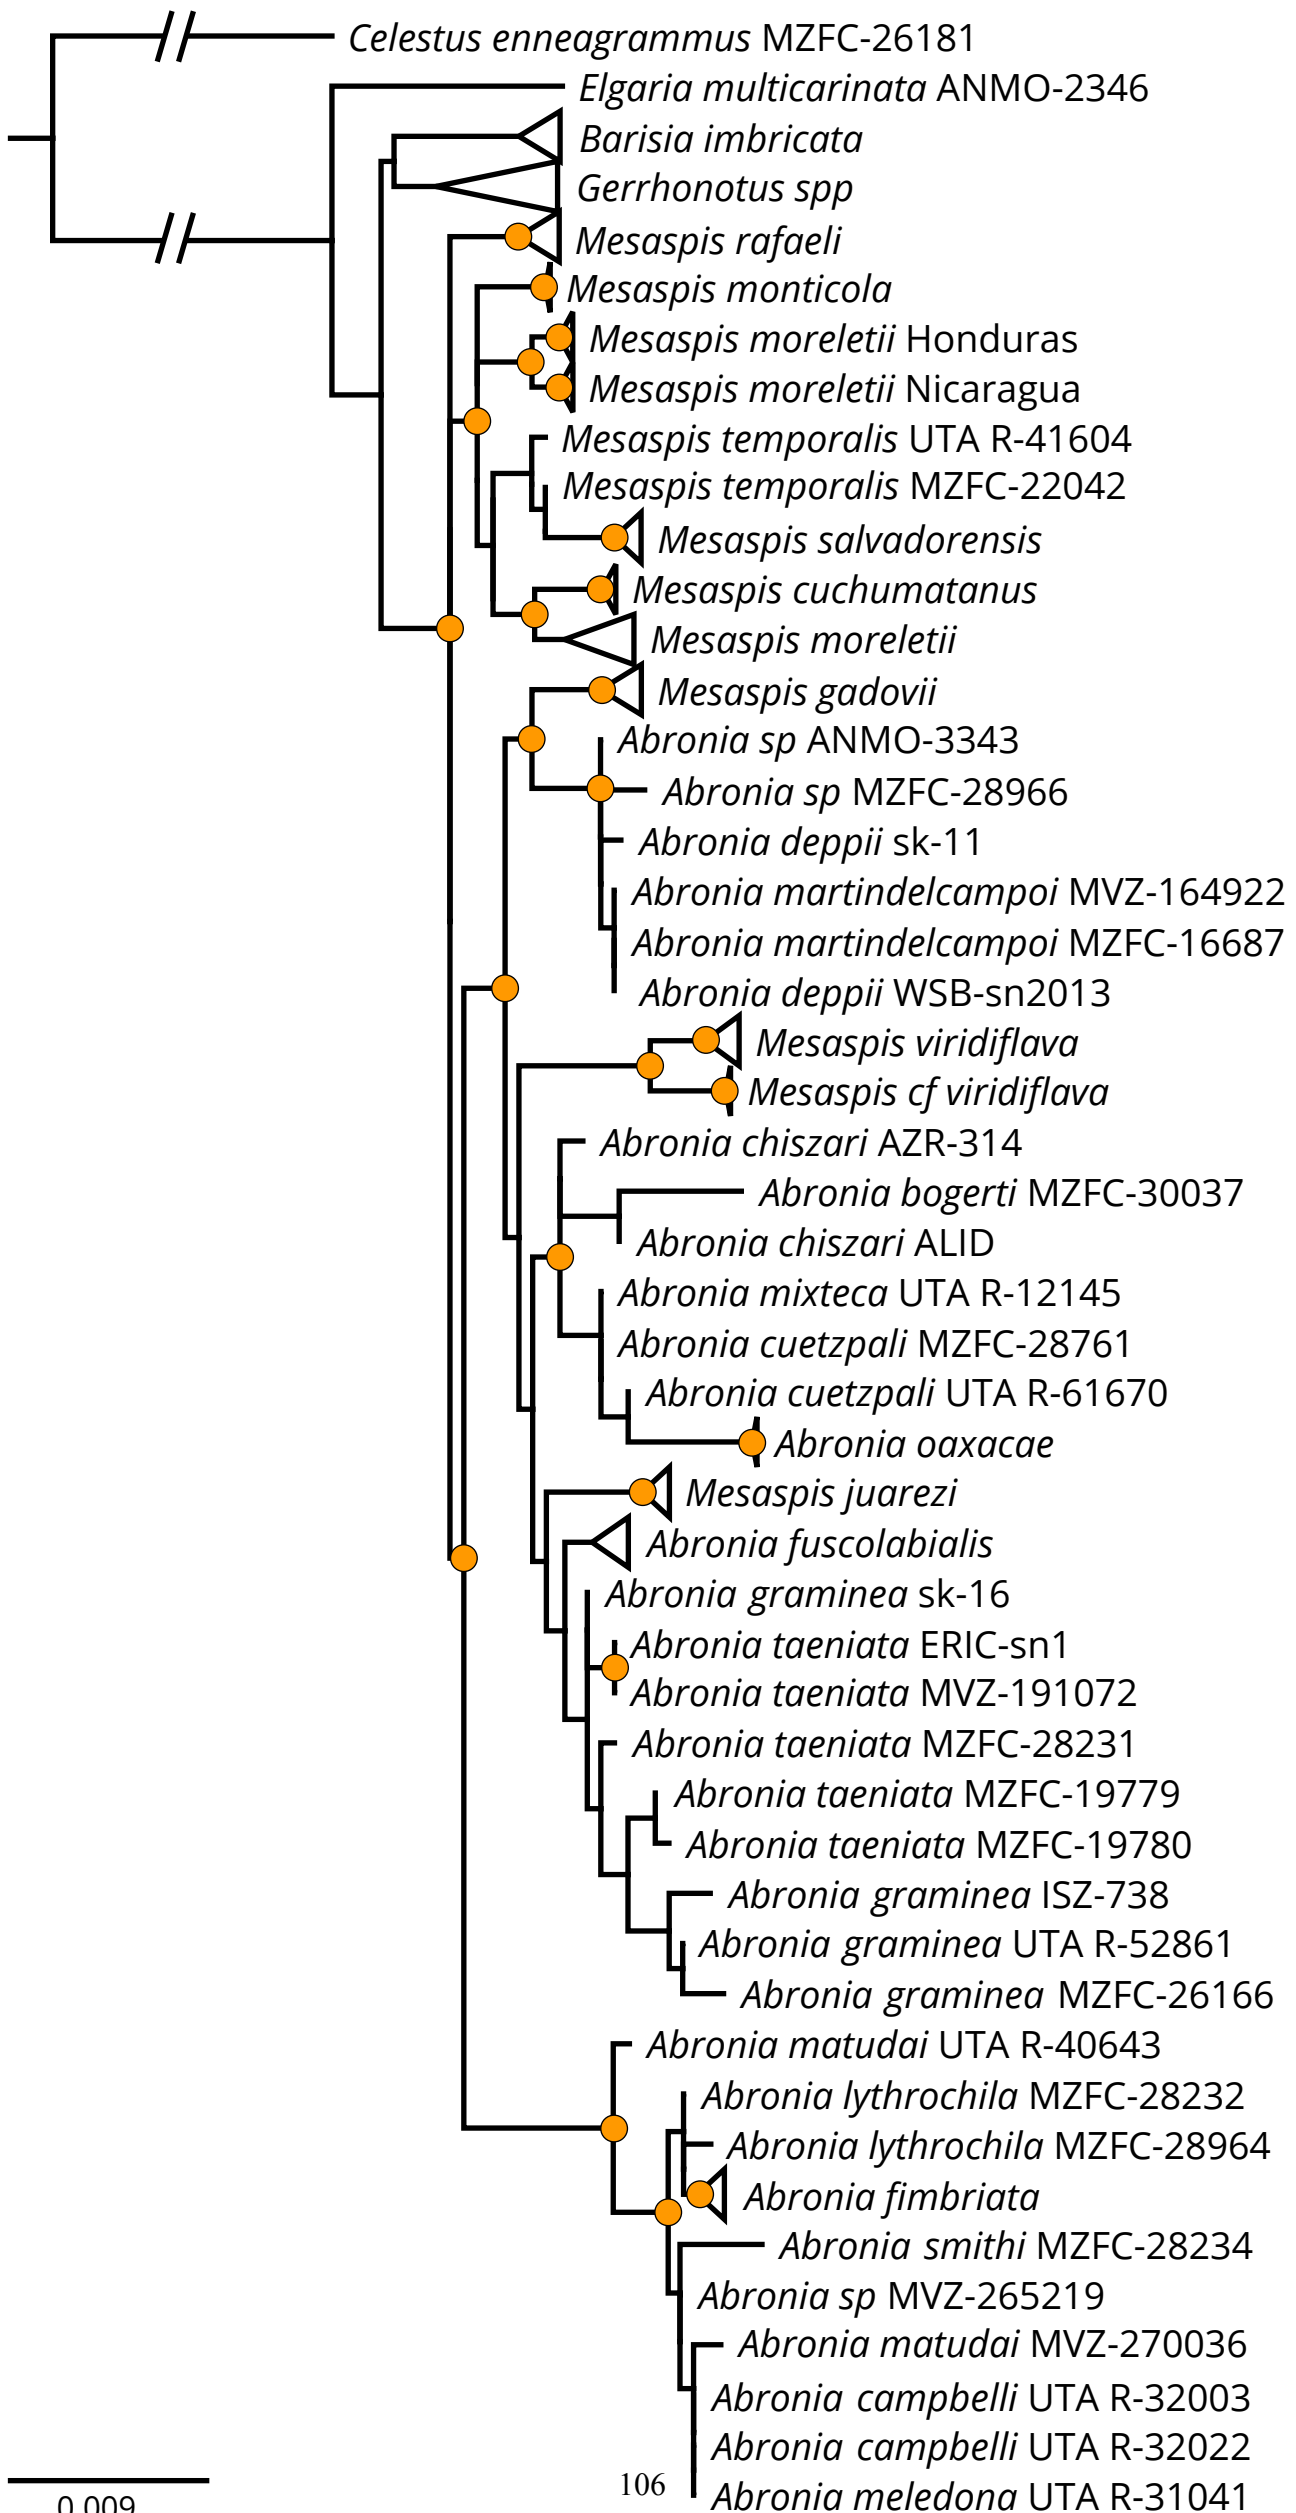 Celestus enneagrammus MZFC-26181
Elgaria multicarinata ANMO-2346
Barisia imbricata
Gerrhonotus spp
Mesaspis rafaeli
Mesaspis monticola
Mesaspis moreletii Honduras
Mesaspis moreletii Nicaragua
Mesaspis temporalis UTA R-41604
Mesaspis temporalis MZFC-22042
Mesaspis salvadorensis
Mesaspis cuchumatanus
Mesaspis moreletii
Mesaspis gadovii
Abronia sp ANMO-3343
Abronia sp MZFC-28966
Abronia deppii sk-11
Abronia martindelcampoi MVZ-164922
Abronia martindelcampoi MZFC-16687
Abronia deppii WSB-sn2013
Mesaspis viridiflava
Mesaspis cf viridiflava
Abronia chiszari AZR-314
Abronia bogerti MZFC-30037
Abronia chiszari ALID
Abronia mixteca UTA R-12145
Abronia cuetzpali MZFC-28761
Abronia cuetzpali UTA R-61670
Abronia oaxacae
Mesaspis juarezi
Abronia fuscolabialis
Abronia graminea sk-16
Abronia taeniata ERIC-sn1
Abronia taeniata MVZ-191072
Abronia taeniata MZFC-28231
Abronia taeniata MZFC-19779
Abronia taeniata MZFC-19780
Abronia graminea ISZ-738
Abronia graminea UTA R-52861
Abronia graminea MZFC-26166
Abronia matudai UTA R-40643
Abronia lythrochila MZFC-28232
Abronia lythrochila MZFC-28964
Abronia fimbriata
Abronia smithi MZFC-28234
Abronia sp MVZ-265219
Abronia matudai MVZ-270036
Abronia campbelli UTA R-32003
Abronia campbelli UTA R-32022
Abronia meledona UTA R-31041
106
0.009